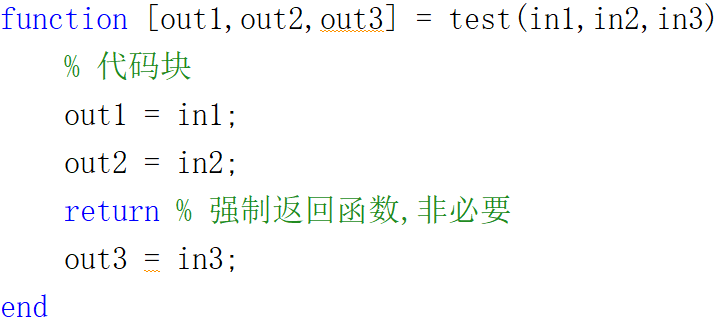 function [out1,out2,out3] = test(in1,in2,in3)
    % 代码块
    out1 = in1;
    out2 = in2;
    return % 强制返回函数,非必要
    out3 = in3;
end